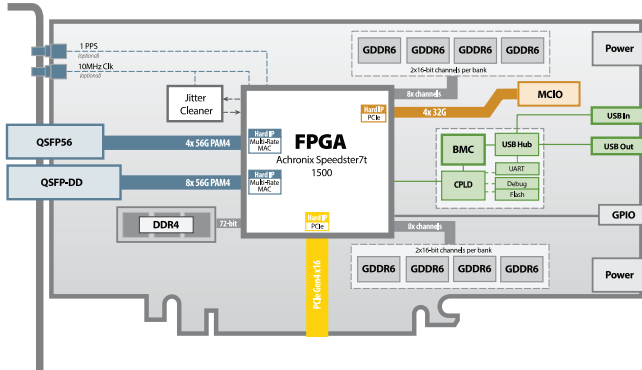 1 PPS
(optional)
10MHz Clk
(optional)
Jitter
Cleaner
GDDR6
GDDR6
GDDR6
GDDR6
2x16-bit channels per bank
8x channels
Power
MCIO
4x 32G
Hard IP
PCIe
USB In
USB Out
BMC
USB Hub
UART
CPLD
Debug
Flash
QSFP56
4x 56G PAM4
Hard IP
Multi-Rate
MAC
FPGA
Achronix Speedster7t
1500
QSFP-DD
8x 56G PAM4
Hard IP
Multi-Rate
MAC
DDR4
72-bit
Hard IP
PCIe
PCIe Gen4 x16
8x channels
GPIO
2x16-bit channels per bank
GDDR6
GDDR6
GDDR6
GDDR6
Power